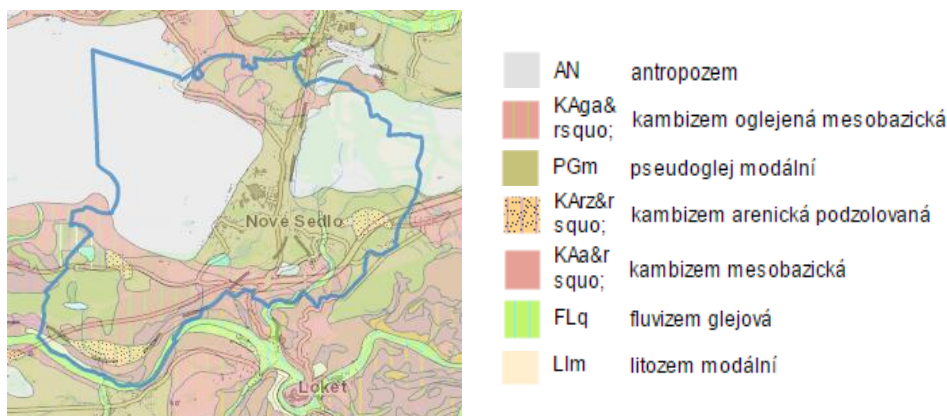 Nové Sedlo
Loket
AN antropozem
KAga&
rsquo; kambizem oglejená mesobazická
PGm pseudoglej modální
KArz&r
squo; kambizem arenická podzolovaná
KAa&r
squo; kambizem mesobazická
FLq fluvizem glejová
LIm litozem modální